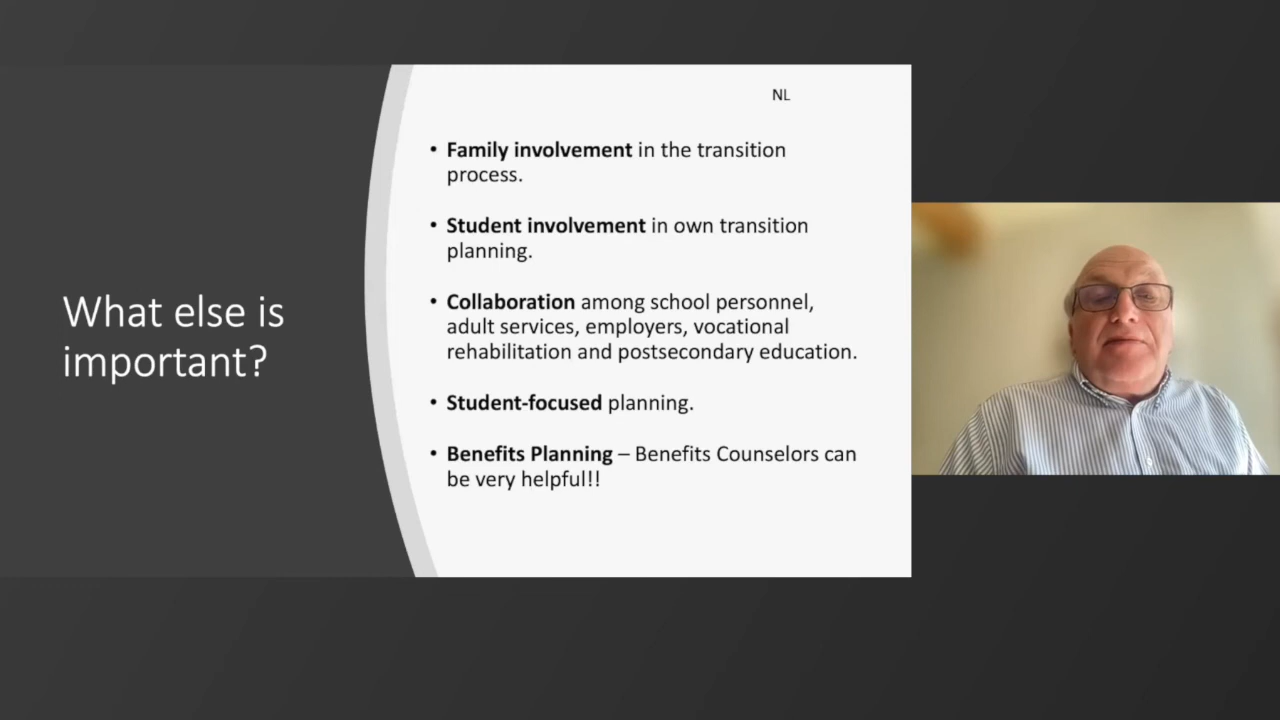 What else is
important?
NL
• Family involvement in the transition
process.
• Student involvement in own transition
planning.
• Collaboration among school personnel,
adult services, employers, vocational
rehabilitation and postsecondary education.
• Student-focused planning.
• Benefits Planning – Benefits Counselors can
be very helpful!!